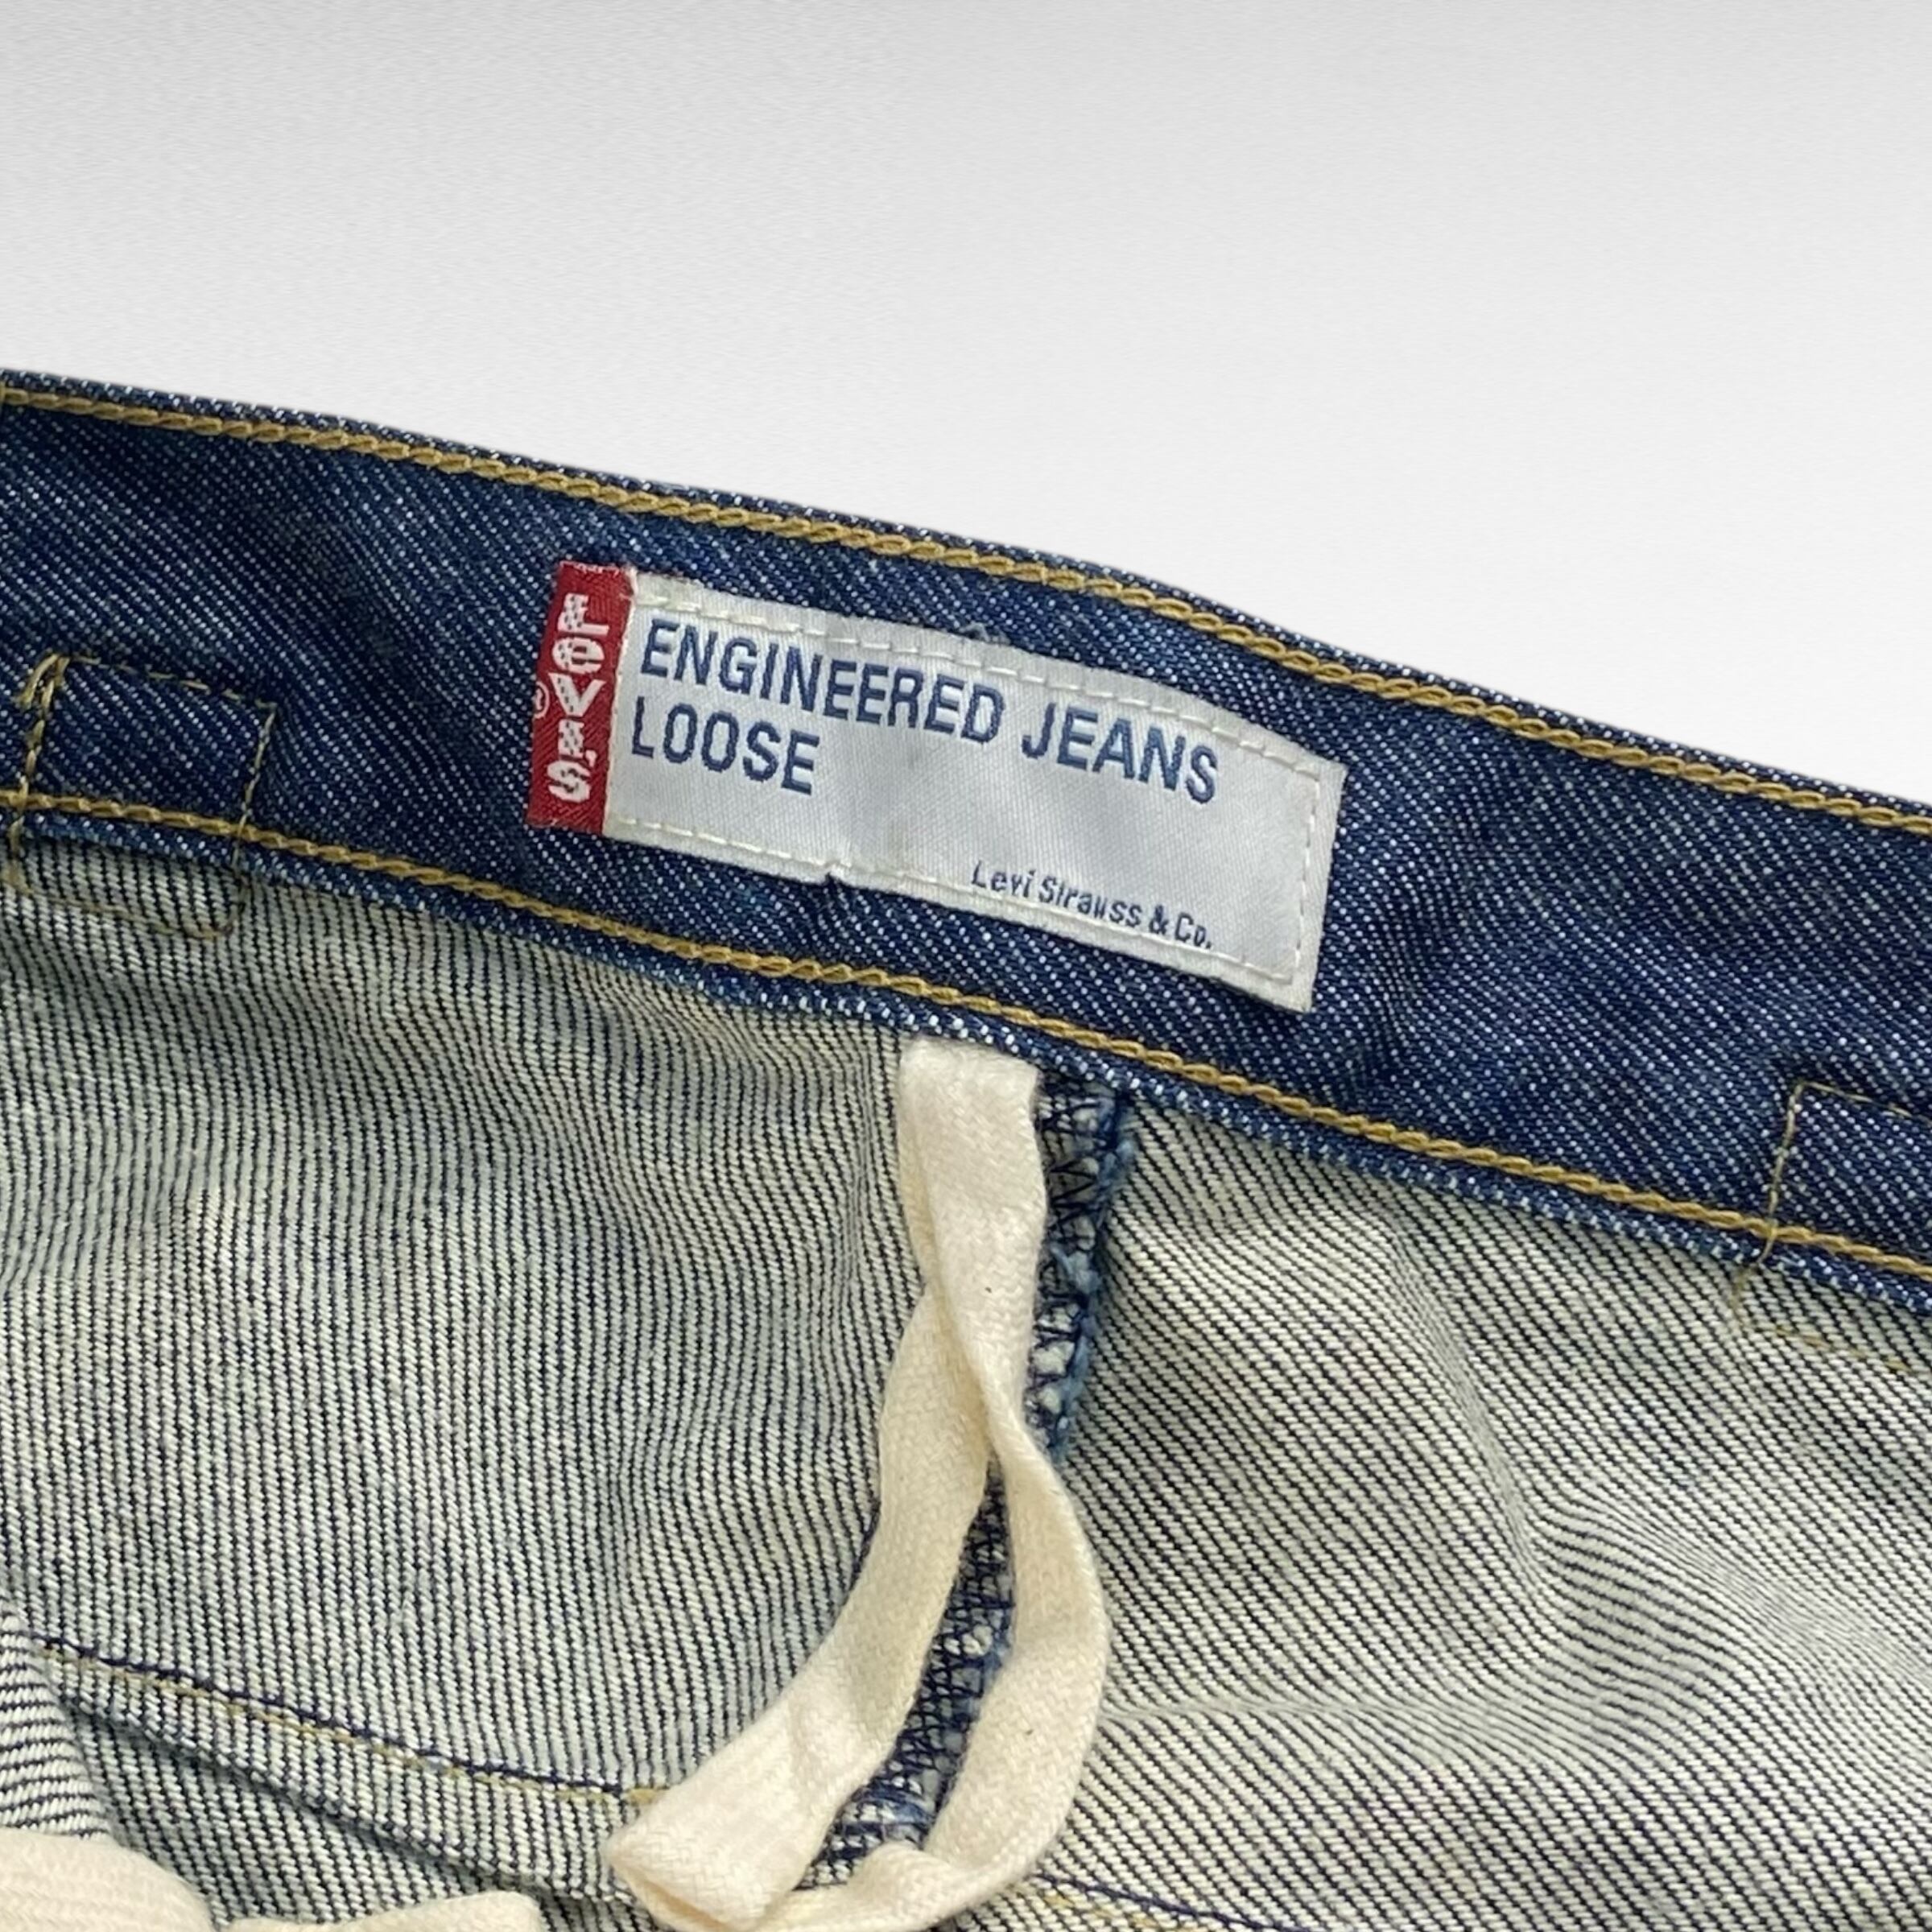 LEVI'S®
ENGINEERED JEANS
LOOSE
Levi Strauss & Co.